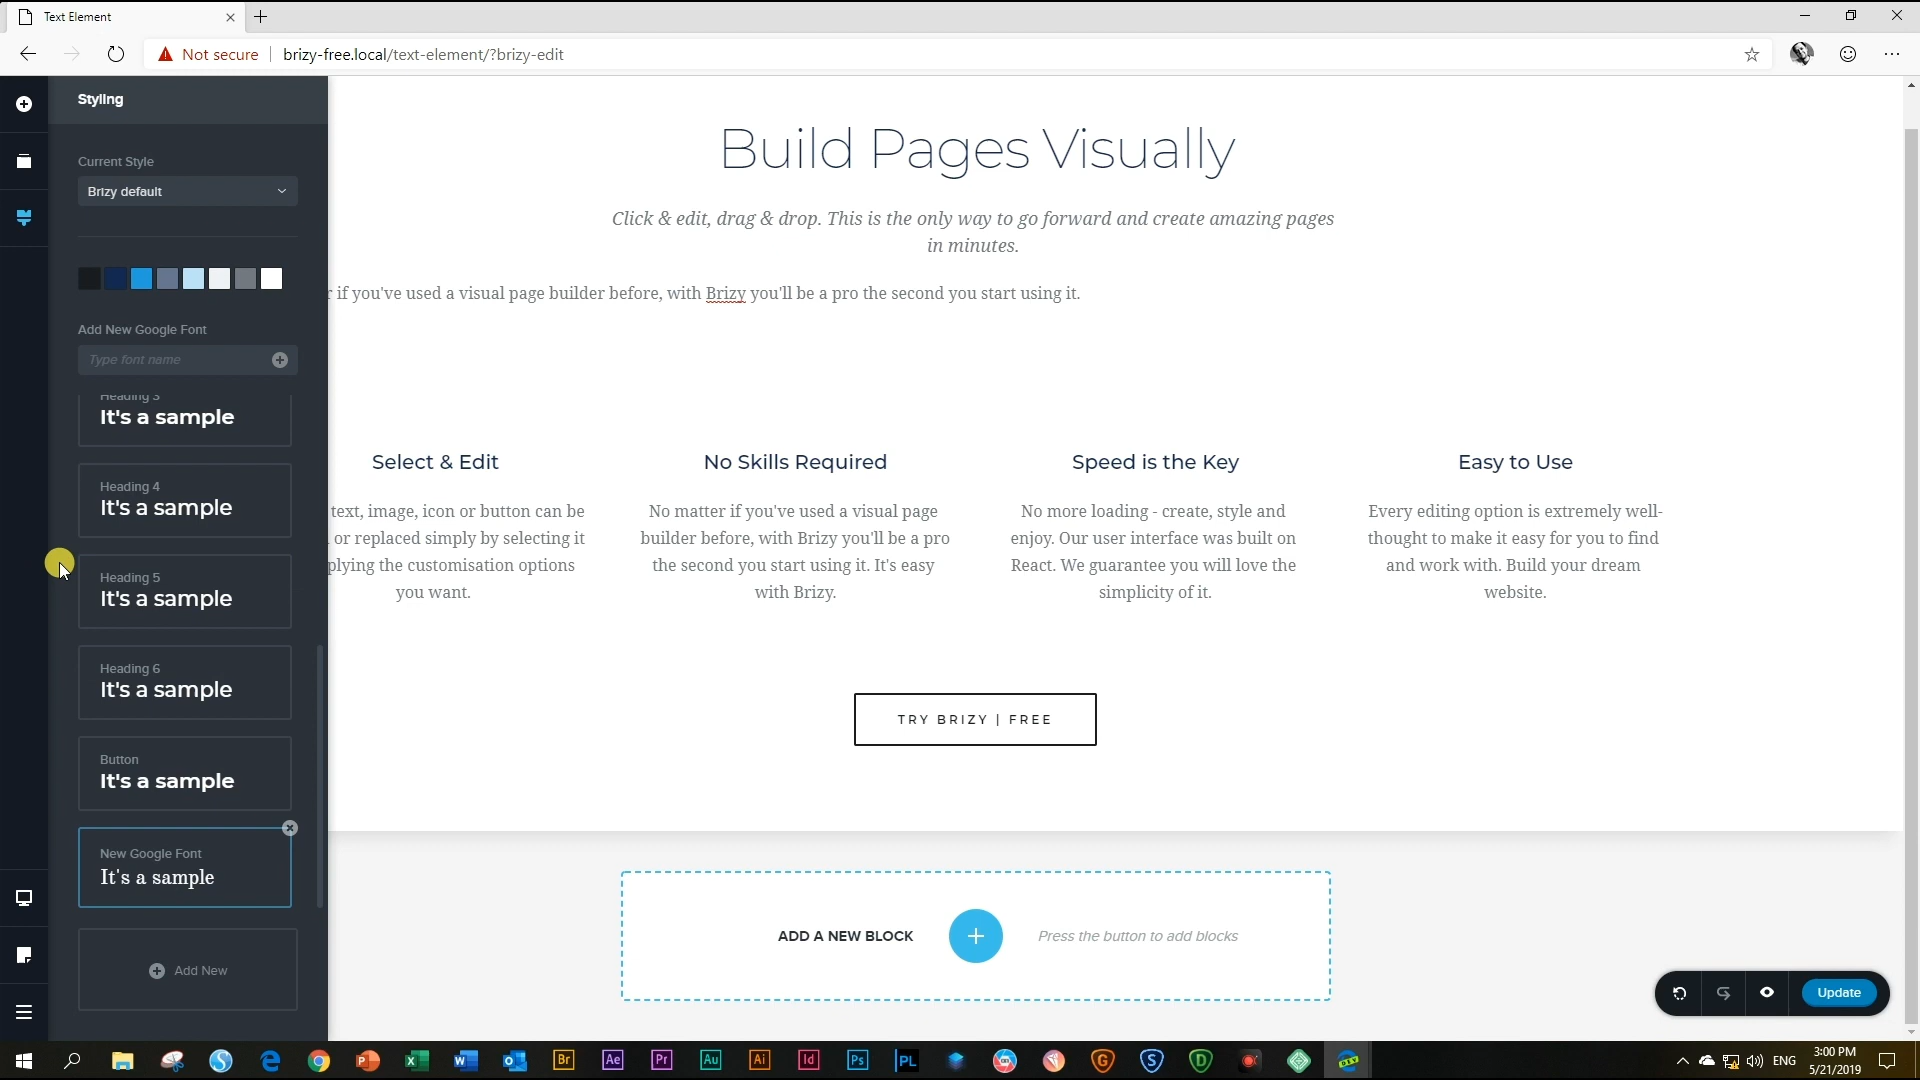 Text Element
Not secure
brizy-free.local/text-element/?brizy-edit
Styling
Current Style
Brizy default
Add New Google Font
Type font name
Heading 3
It's a sample
Heading 4
It's a sample
Heading 5
It's a sample
Heading 6
It's a sample
Button
It's a sample
New Google Font
It's a sample
Add New
Build Pages Visually
Click & edit, drag & drop. This is the only way to go forward and create amazing pages
in minutes.
if you've used a visual page builder before, with Brizy you'll be a pro the second you start using it.
Select & Edit
text, image, icon or button can be
or replaced simply by selecting it
plying the customisation options
you want.
No Skills Required
No matter if you've used a visual page
builder before, with Brizy you'll be a pro
the second you start using it. It's easy
with Brizy.
Speed is the Key
No more loading - create, style and
enjoy. Our user interface was built on
React. We guarantee you will love the
simplicity of it.
Easy to Use
Every editing option is extremely well-
thought to make it easy for you to find
and work with. Build your dream
website.
TRY BRIZY | FREE
ADD A NEW BLOCK
Press the button to add blocks
Update
Br
Ae
Pr
Au
Ai
Id
Ps
PL
ENG
3:00 PM
5/21/2019